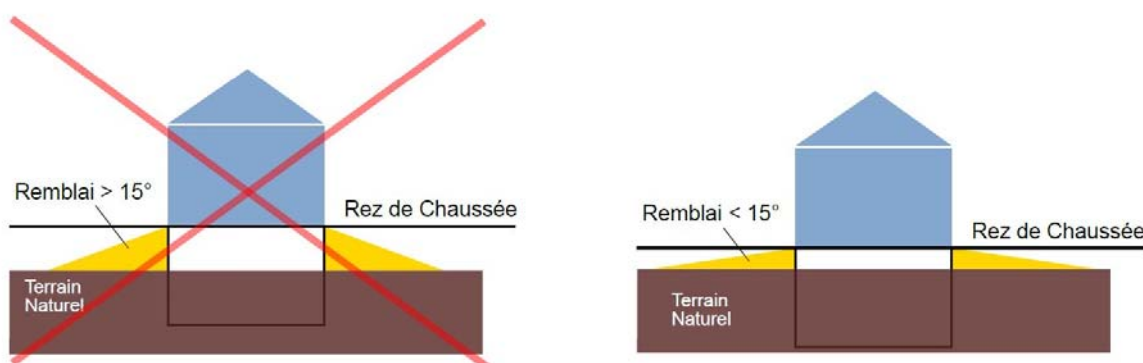 Remblai > 15°
Rez de Chaussée
Terrain
Naturel
Remblai < 15°
Rez de Chaussée
Terrain
Naturel